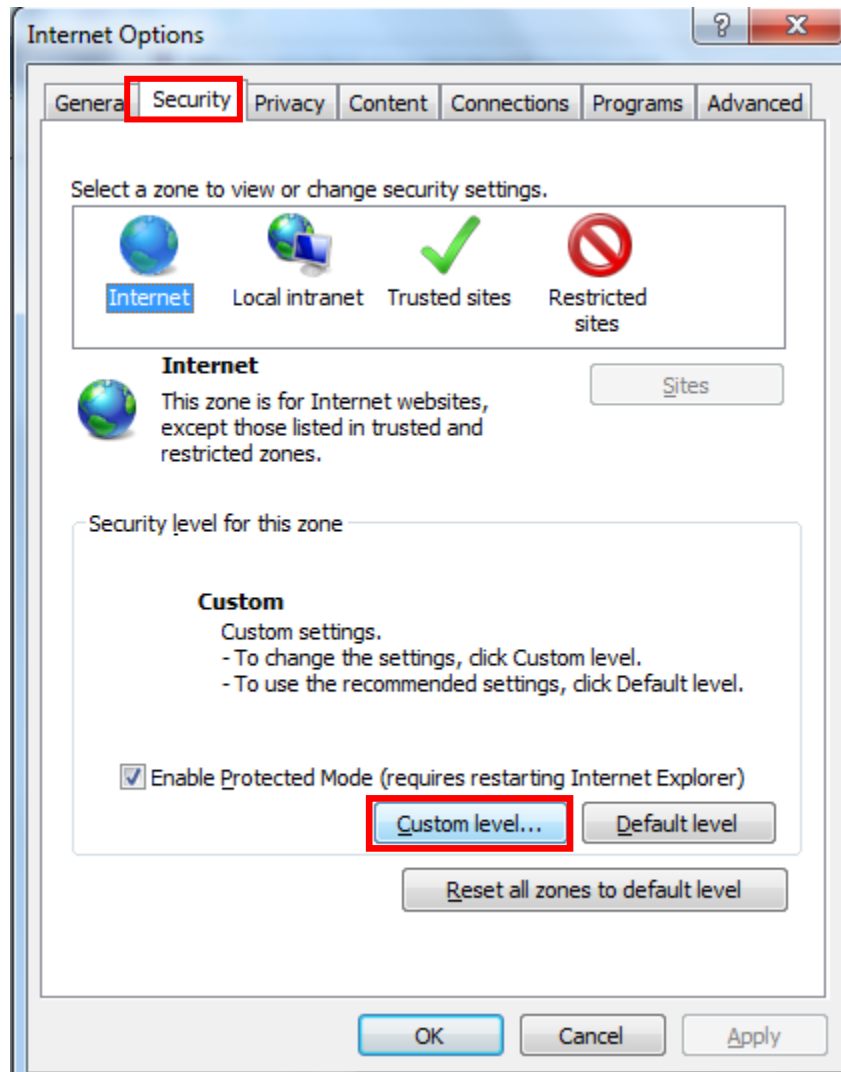 Internet Options
General Security Privacy Content Connections Programs Advanced
Select a zone to view or change security settings.
Internet Local intranet Trusted sites Restricted
sites
Internet
Sites
This zone is for Internet websites,
except those listed in trusted and
restricted zones.
Security level for this zone
Custom
Custom settings.
- To change the settings, click Custom level.
- To use the recommended settings, click Default level.
Enable Protected Mode (requires restarting Internet Explorer)
Custom level... Default level
Reset all zones to default level
OK Cancel Apply